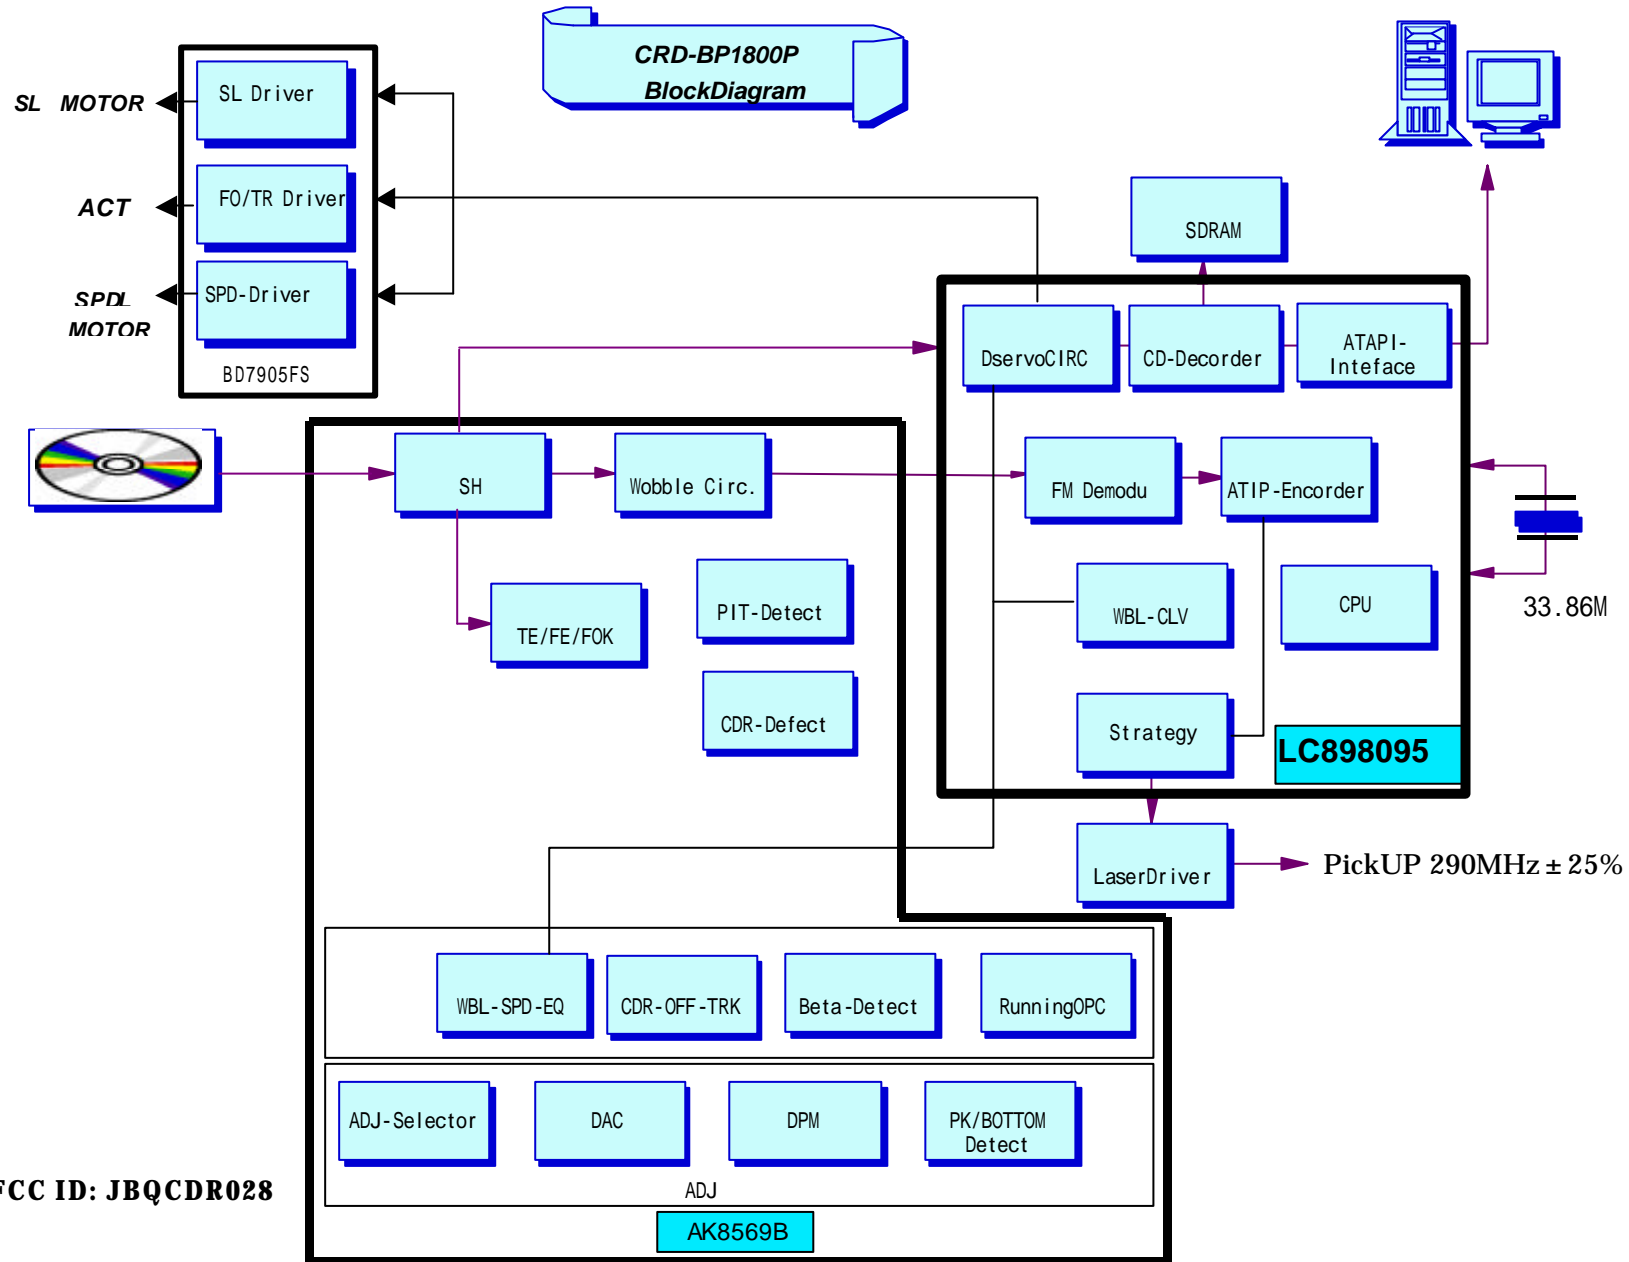 CRD-BP1800P
BlockDiagram
SL MOTOR
SL Driver
ACT
FO/TR Driver
SPDL
MOTOR
SPD-Driver
BD7905FS
SDRAM
DservoCIRC
CD-Decorder
ATAPI-
Inteface
SH
Wobble Circ.
FM Demodu
ATIP-Encorder
TE/FE/FOK
PIT-Detect
CDR-Defect
WBL-CLV
CPU
33.86M
Strategy
LC898095
LaserDriver
PickUP 290MHz ± 25%
WBL-SPD-EQ
CDR-OFF-TRK
Beta-Detect
RunningOPC
ADJ-Selector
DAC
DPM
PK/BOTTOM
Detect
ADJ
FCC ID: JBQCDR028
AK8569B